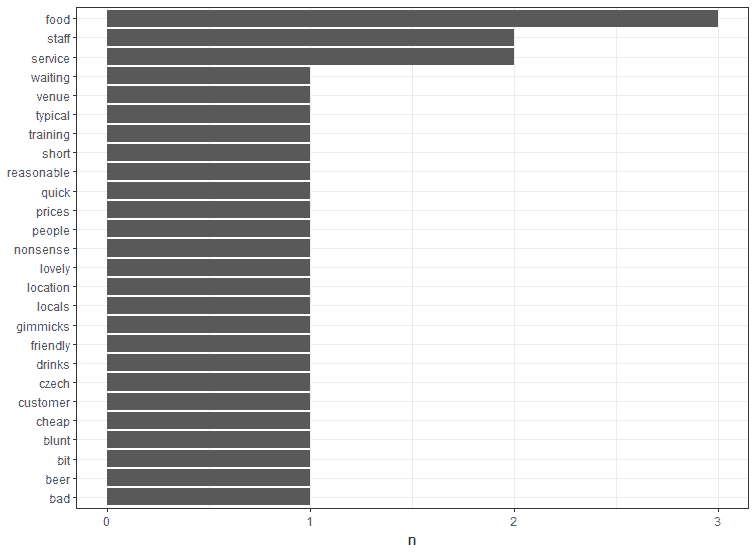 food
staff
service
waiting
venue
typical
training
short
reasonable
quick
prices
people
nonsense
lovely
location
locals
gimmicks
friendly
drinks
czech
customer
cheap
blunt
bit
beer
bad
0 1 2 3
n